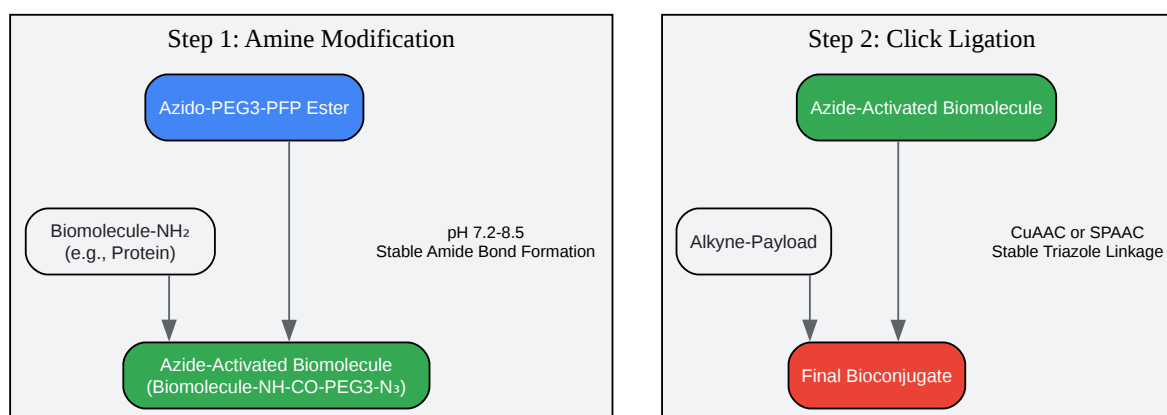 Step 1: Amine Modification
Azido-PEG3-PFP Ester
Biomolecule-NH₂
(e.g., Protein)
pH 7.2-8.5
Stable Amide Bond Formation
Azide-Activated Biomolecule
(Biomolecule-NH-CO-PEG3-N₃)
Step 2: Click Ligation
Azide-Activated Biomolecule
Alkyne-Payload
CuAAC or SPAAC
Stable Triazole Linkage
Final Bioconjugate